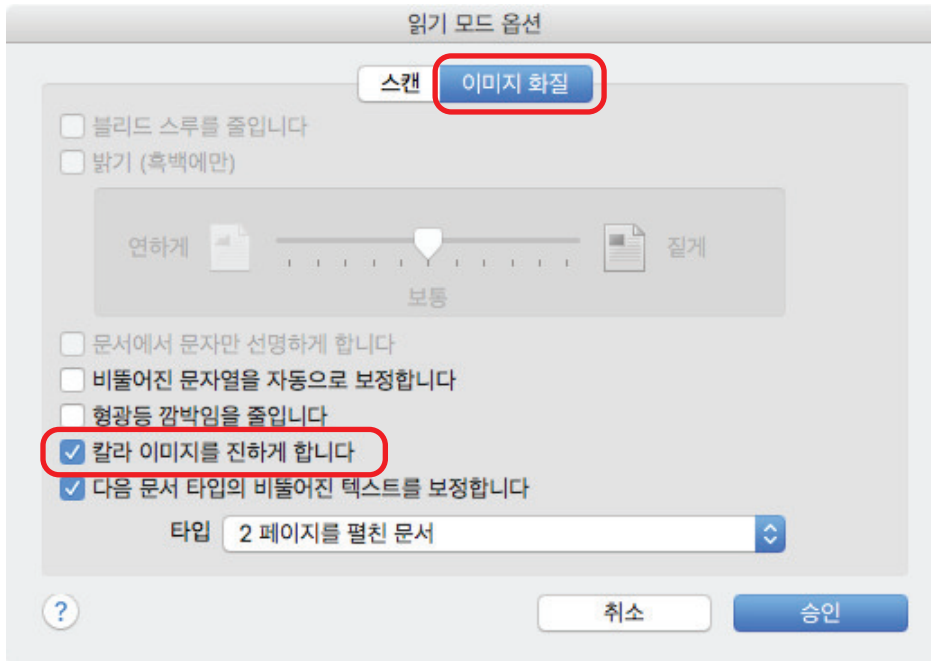 읽기 모드 옵션
스캔 이미지 화질
블리드 스루를 줄입니다
밝기 (흑백에만)
연하게 짙게
보통
문서에서 문자만 선명하게 합니다
비뚤어진 문자열을 자동으로 보정합니다
형광등 깜박임을 줄입니다
칼라 이미지를 진하게 합니다
다음 문서 타입의 비뚤어진 텍스트를 보정합니다
타입 2 페이지를 펼친 문서
? 취소 승인